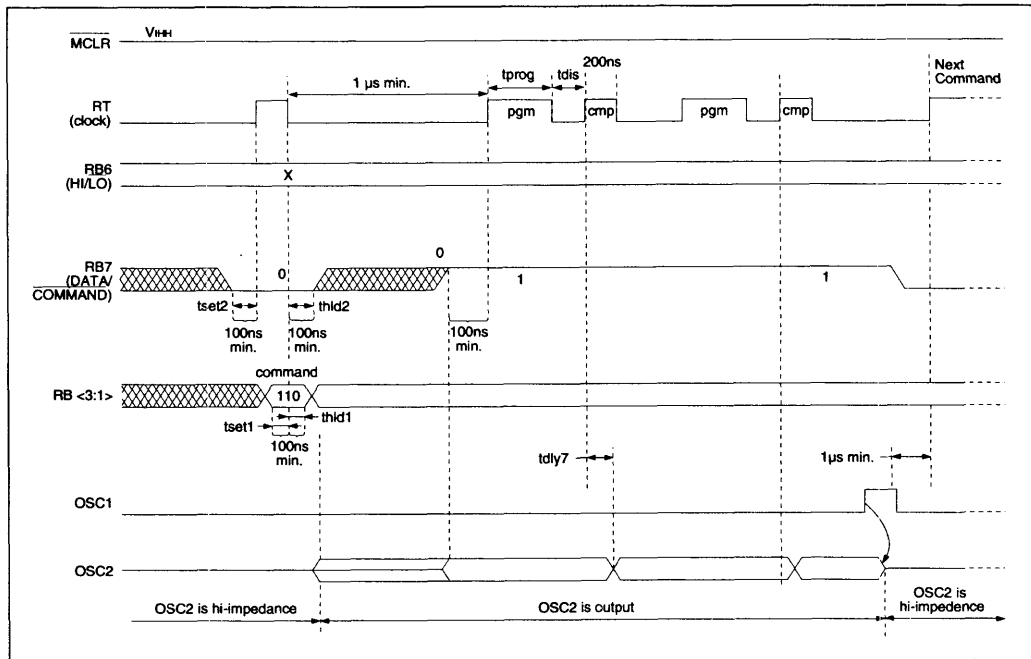 MCLR VIHH
200ns
Next
Command
1 µs min. tprog tdis
RT
(clock)
pgm cmp pgm cmp
RB6
(HI/LO)
X
0
RB7
(DATA/
COMMAND)
0 1 1
tset2 thld2
100ns
min.
100ns
min.
100ns
min.
command
RB <3:1> 110
tset1 thld1
100ns
min.
tdly7 1µs min.
OSC1
OSC2
OSC2 is hi-impedance OSC2 is output OSC2 is
hi-impedence